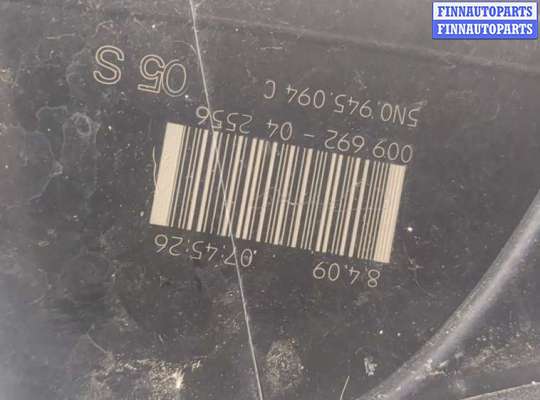 FINNAUTOPARTS
FINNAUTOPARTS
8.4.09 .07:45:26
009 692 - 04 2556
5N0.945.094 C
05 S